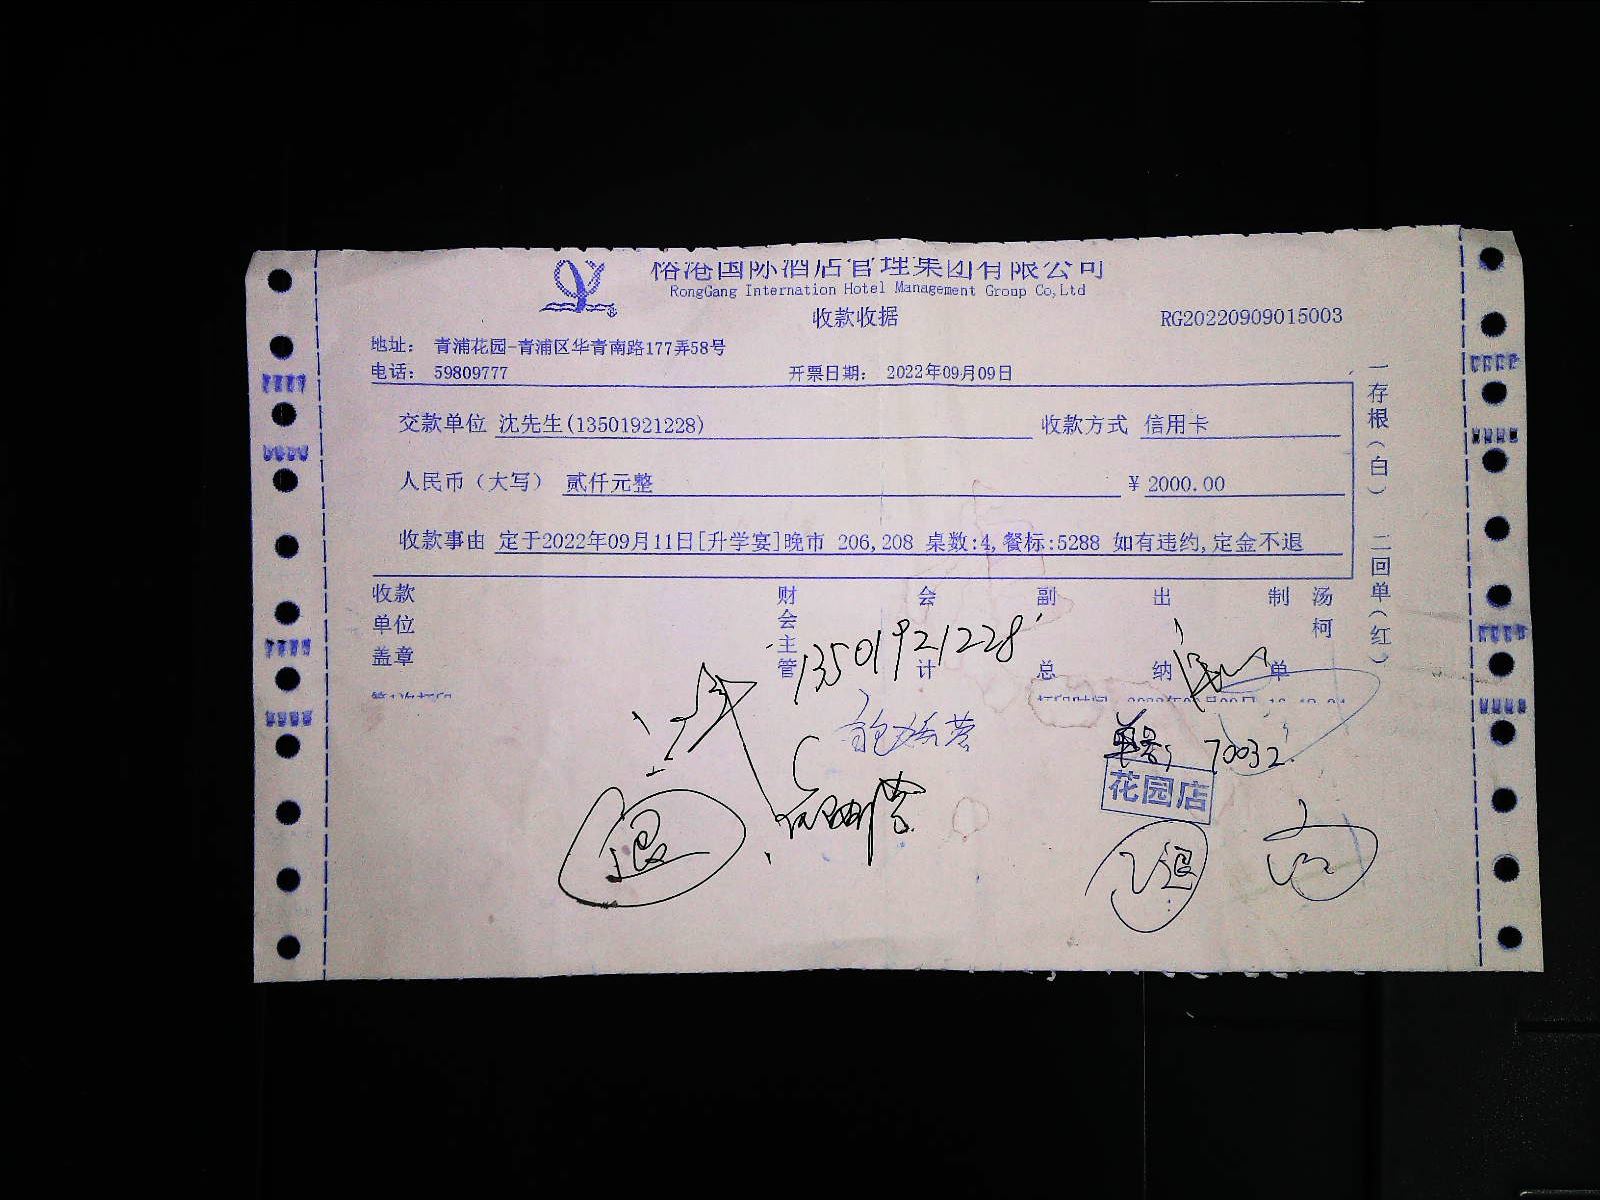 榕港国际酒店管理集团有限公司
RongGang Internation Hotel Management Group Co,Ltd
收款收据
RG20220909015003
地址： 青浦花园-青浦区华青南路177弄58号
电话： 59809777
开票日期： 2022年09月09日
交款单位 沈先生(13501921228)
收款方式 信用卡
人民币（大写） 贰仟元整
¥ 2000.00
收款事由 定于2022年09月11日[升学宴]晚市 206,208 桌数:4,餐标:5288 如有违约,定金不退
一存根（白） 二回单（红）
收款单位盖章
财会主管
会计
副总
出纳
制单
汤柯
13501921228
单号: 70032
花园店
退
退